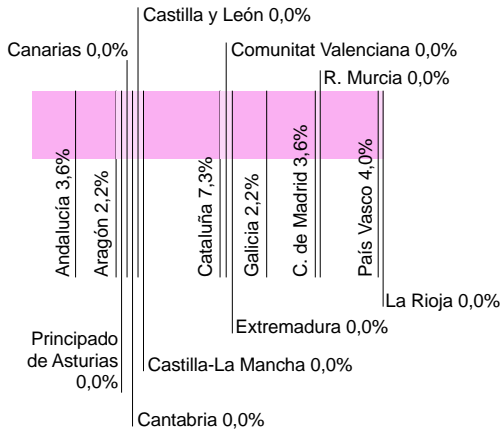 Castilla y León 0,0%
Canarias 0,0%
Comunitat Valenciana 0,0%
R. Murcia 0,0%
Andalucía 3,6%
Aragón 2,2%
Cataluña 7,3%
Galicia 2,2%
C. de Madrid 3,6%
País Vasco 4,0%
La Rioja 0,0%
Extremadura 0,0%
Principado
de Asturias
0,0%
Castilla-La Mancha 0,0%
Cantabria 0,0%